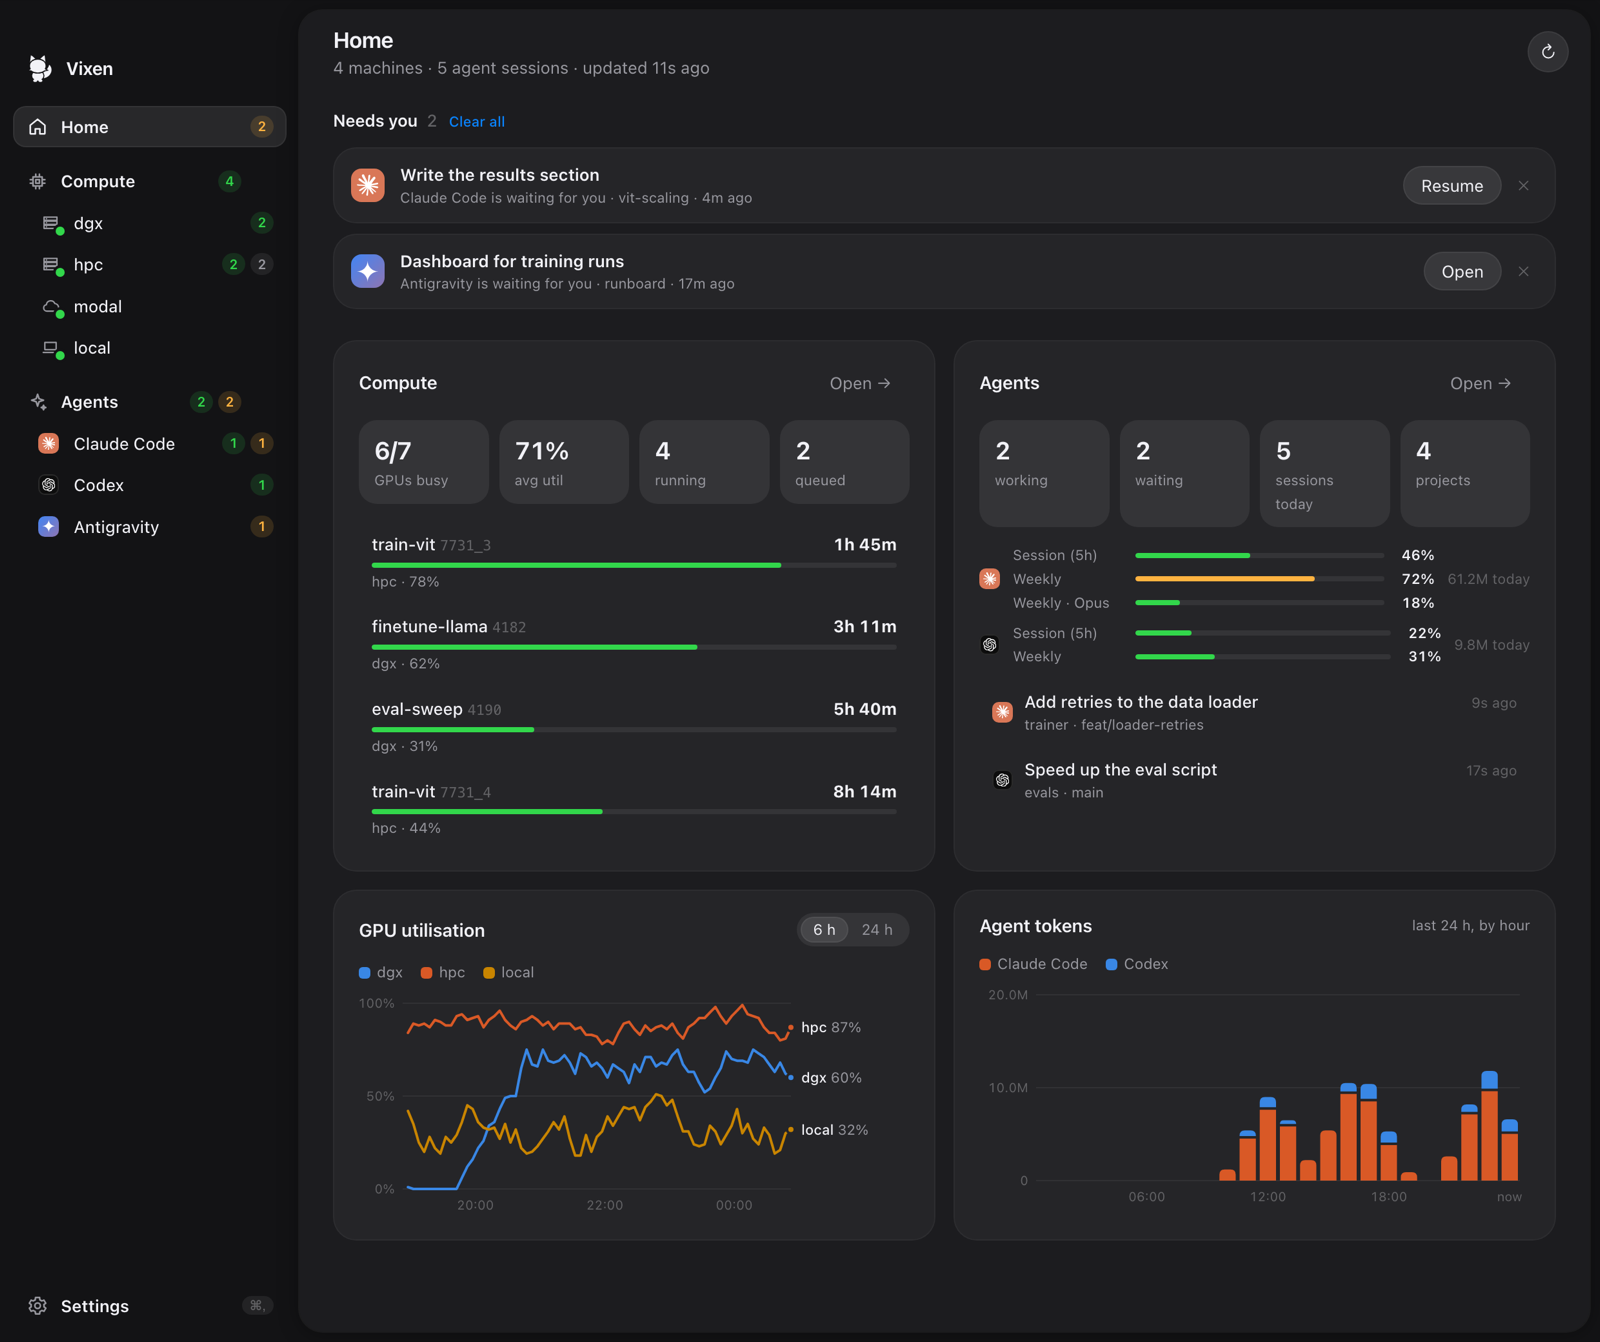 Vixen
Home 2
Compute 4
dgx 2
hpc 2 2
modal
local
Agents 2 2
Claude Code 1 1
Codex 1
Antigravity 1
Settings ⌘,
Home
4 machines · 5 agent sessions · updated 11s ago
Needs you 2 Clear all
Write the results section
Claude Code is waiting for you · vit-scaling · 4m ago
Resume
Dashboard for training runs
Antigravity is waiting for you · runboard · 17m ago
Open
Compute Open →
6/7
GPUs busy
71%
avg util
4
running
2
queued
train-vit 7731_3 1h 45m
hpc · 78%
finetune-llama 4182 3h 11m
dgx · 62%
eval-sweep 4190 5h 40m
dgx · 31%
train-vit 7731_4 8h 14m
hpc · 44%
Agents Open →
2
working
2
waiting
5
sessions
today
4
projects
Session (5h) 46%
Weekly 72% 61.2M today
Weekly · Opus 18%
Session (5h) 22%
9.8M today
Weekly 31%
Add retries to the data loader 9s ago
trainer · feat/loader-retries
Speed up the eval script 17s ago
evals · main
GPU utilisation 6 h 24 h
dgx hpc local
100%
50%
0%
hpc 87%
dgx 60%
local 32%
20:00 22:00 00:00
Agent tokens last 24 h, by hour
Claude Code Codex
20.0M
10.0M
0
06:00 12:00 18:00 now